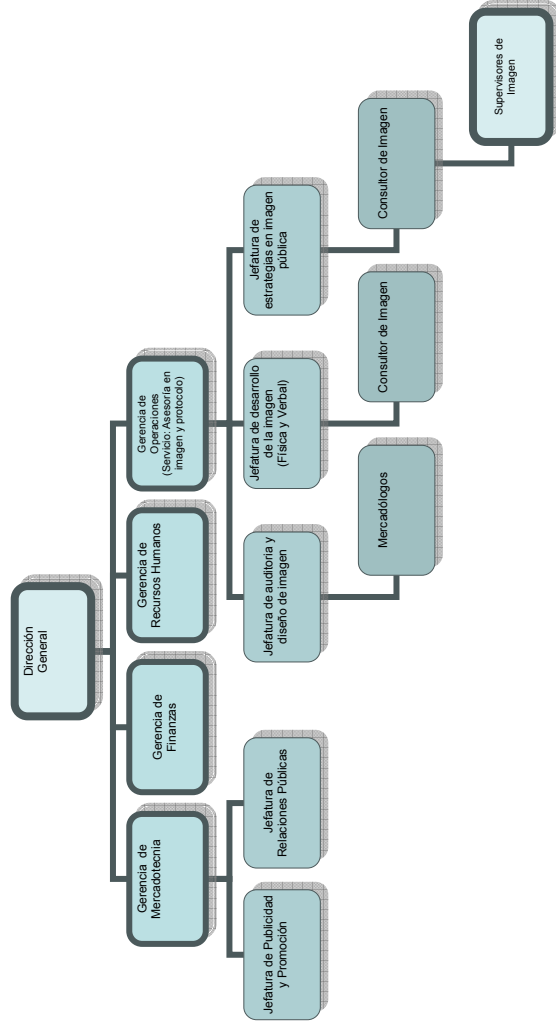 Dirección
General
Gerencia de
Mercadotecnia
Gerencia de
Finanzas
Gerencia de
Recursos Humanos
Gerencia de
Operaciones
(Servicio: Asesoría en
imagen y protocolo)
Jefatura de Publicidad
y Promoción
Jefatura de
Relaciones Públicas
Jefatura de auditoria y
diseño de imagen
Jefatura de desarrollo
de la imagen
(Física y Verbal)
Jefatura de
estrategias en imagen
pública
Mercadólogos
Consultor de Imagen
Consultor de Imagen
Supervisores de
Imagen